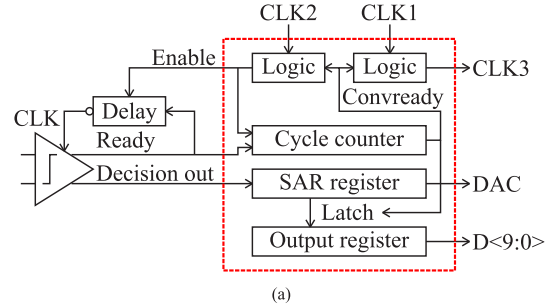 CLK2 CLK1
Enable Logic Logic CLK3
Convready
CLK Delay
Ready Cycle counter
Decision out SAR register DAC
Latch
Output register D<9:0>
(a)